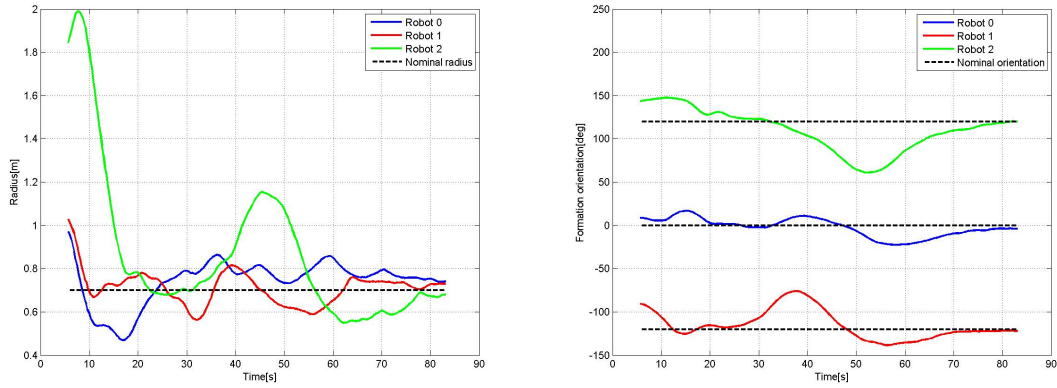 2
1.8
1.6
1.4
1.2
1
0.8
0.6
0.4
Radius[m]
0 10 20 30 40 50 60 70 80 90
Time[s]
Robot 0
Robot 1
Robot 2
Nominal radius
250
200
150
100
50
0
-50
-100
-150
Formation orientation[deg]
0 10 20 30 40 50 60 70 80 90
Time[s]
Robot 0
Robot 1
Robot 2
Nominal orientation